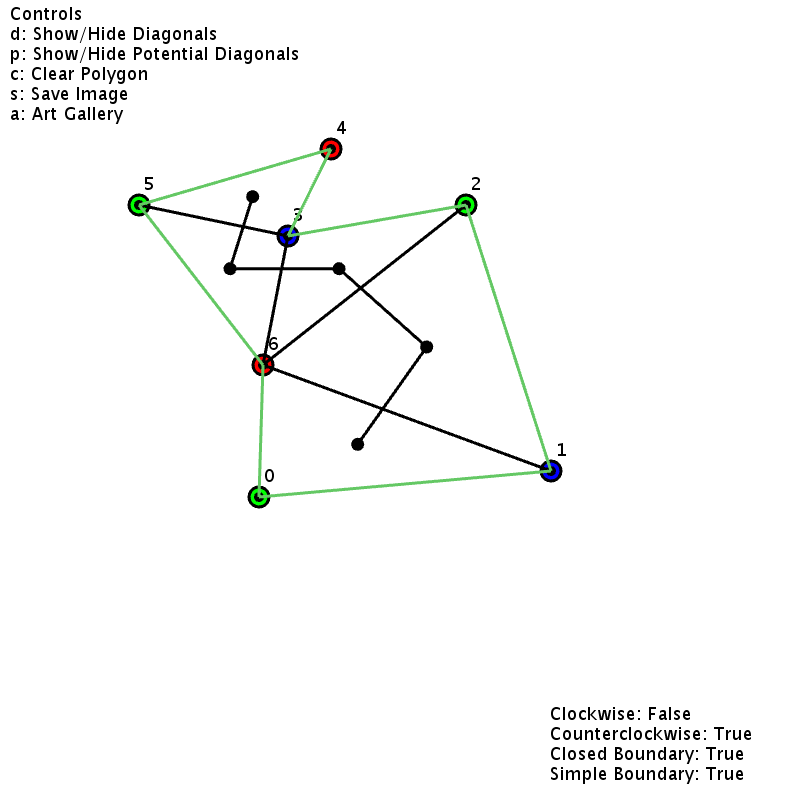 Controls
d: Show/Hide Diagonals
p: Show/Hide Potential Diagonals
c: Clear Polygon
s: Save Image
a: Art Gallery
4
5
2
3
6
1
0
Clockwise: False
Counterclockwise: True
Closed Boundary: True
Simple Boundary: True